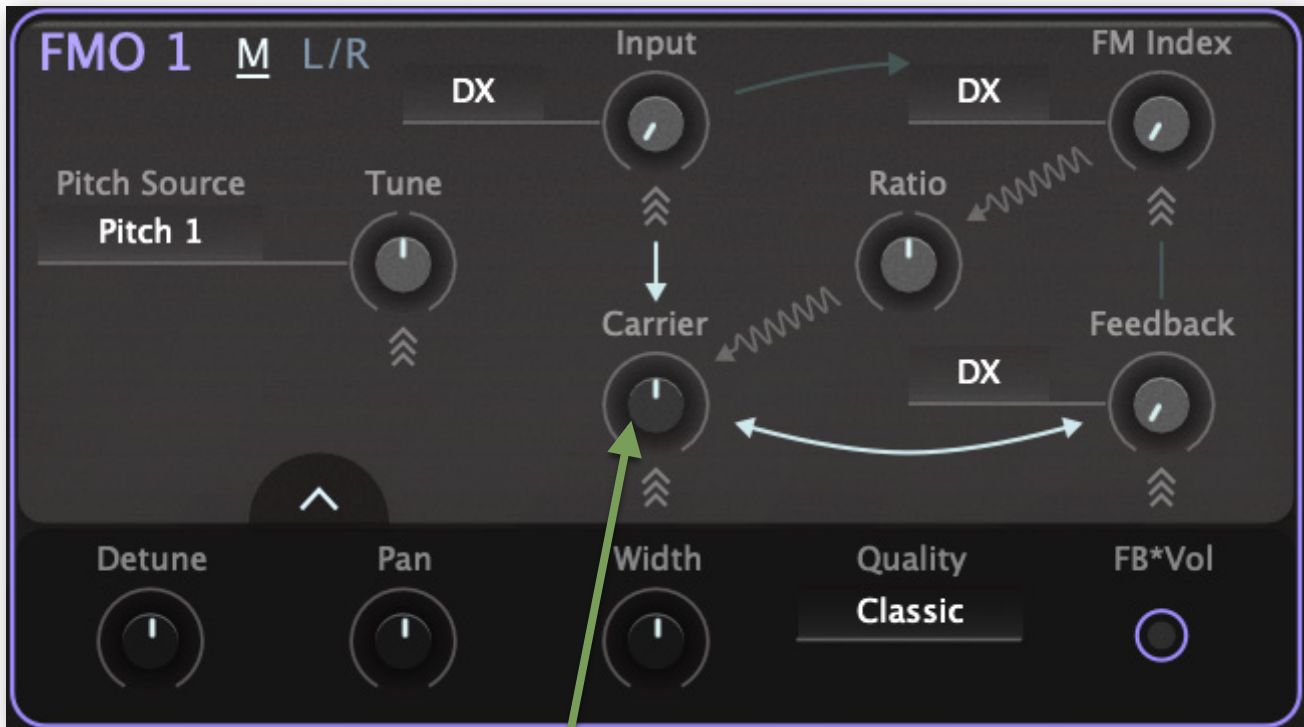 FMO 1 M L/R
Input
FM Index
DX
DX
Pitch Source
Tune
Ratio
Pitch 1
Carrier
Feedback
DX
Detune
Pan
Width
Quality
FB*Vol
Classic